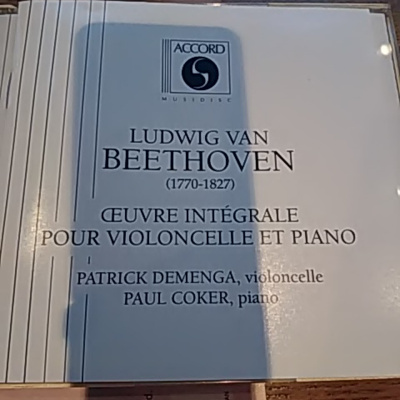 ACCORD
MUSIDISC
LUDWIG VAN
BEETHOVEN
(1770-1827)
ŒUVRE INTÉGRALE
POUR VIOLONCELLE ET PIANO
PATRICK DEMENGA, violoncelle
PAUL COKER, piano